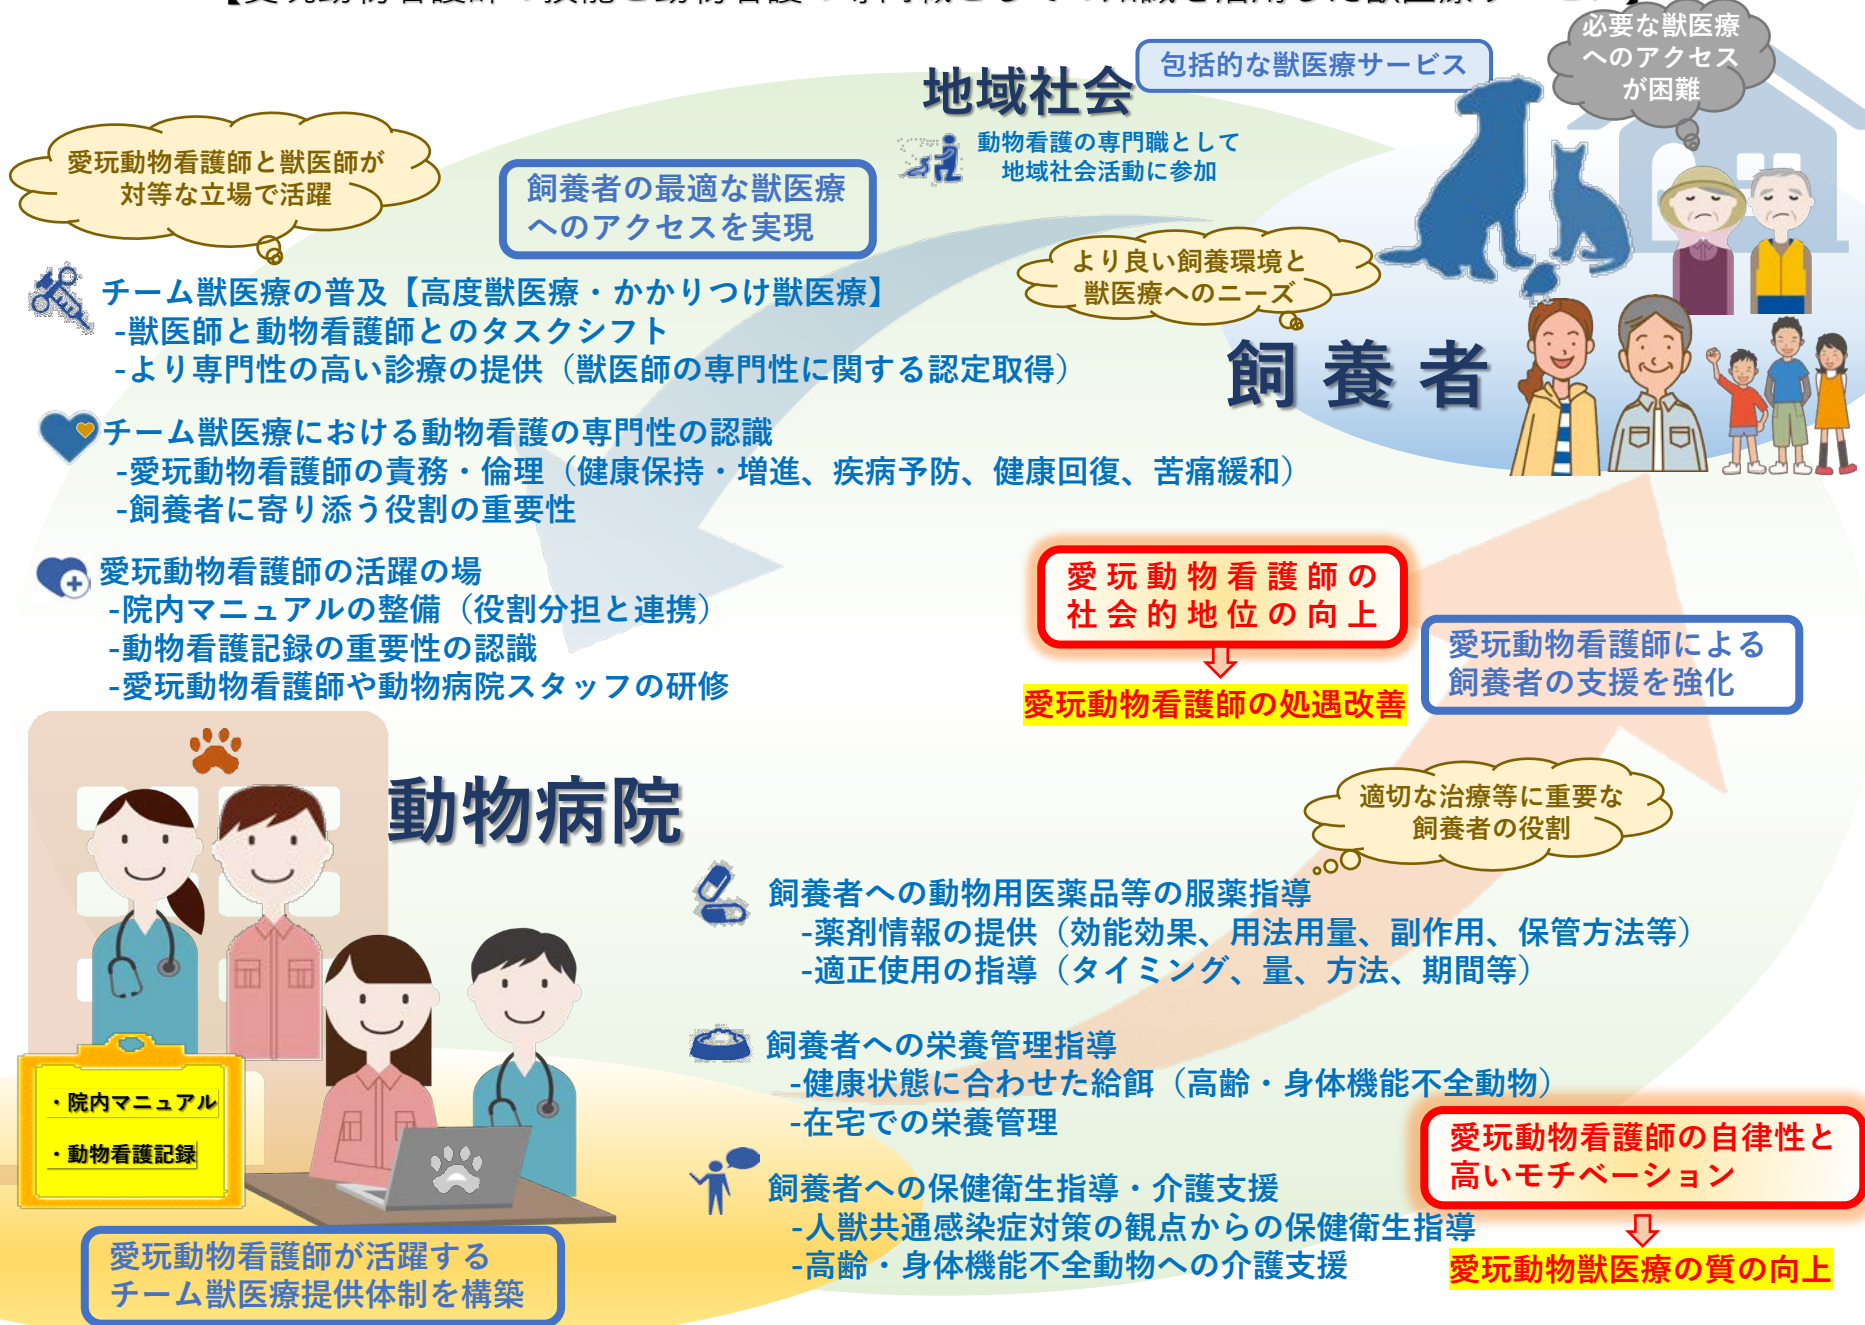 必要な獣医療
へのアクセス
が困難
地域社会
包括的な獣医療サービス
動物看護の専門職として
地域社会活動に参加
愛玩動物看護師と獣医師が
対等な立場で活躍
飼養者の最適な獣医療
へのアクセスを実現
より良い飼養環境と
獣医療へのニーズ
チーム獣医療の普及【高度獣医療・かかりつけ獣医療】
-獣医師と動物看護師とのタスクシフト
-より専門性の高い診療の提供（獣医師の専門性に関する認定取得）
飼養者
チーム獣医療における動物看護の専門性の認識
-愛玩動物看護師の責務・倫理（健康保持・増進、疾病予防、健康回復、苦痛緩和）
-飼養者に寄り添う役割の重要性
愛玩動物看護師の活躍の場
-院内マニュアルの整備（役割分担と連携）
-動物看護記録の重要性の認識
-愛玩動物看護師や動物病院スタッフの研修
愛玩動物看護師の
社会的地位の向上
愛玩動物看護師の処遇改善
愛玩動物看護師による
飼養者の支援を強化
動物病院
適切な治療等に重要な
飼養者の役割
飼養者への動物用医薬品等の服薬指導
-薬剤情報の提供（効能効果、用法用量、副作用、保管方法等）
-適正使用の指導（タイミング、量、方法、期間等）
飼養者への栄養管理指導
-健康状態に合わせた給餌（高齢・身体機能不全動物）
-在宅での栄養管理
・院内マニュアル
・動物看護記録
飼養者への保健衛生指導・介護支援
-人獣共通感染症対策の観点からの保健衛生指導
-高齢・身体機能不全動物への介護支援
愛玩動物看護師の自律性と
高いモチベーション
愛玩動物獣医療の質の向上
愛玩動物看護師が活躍する
チーム獣医療提供体制を構築